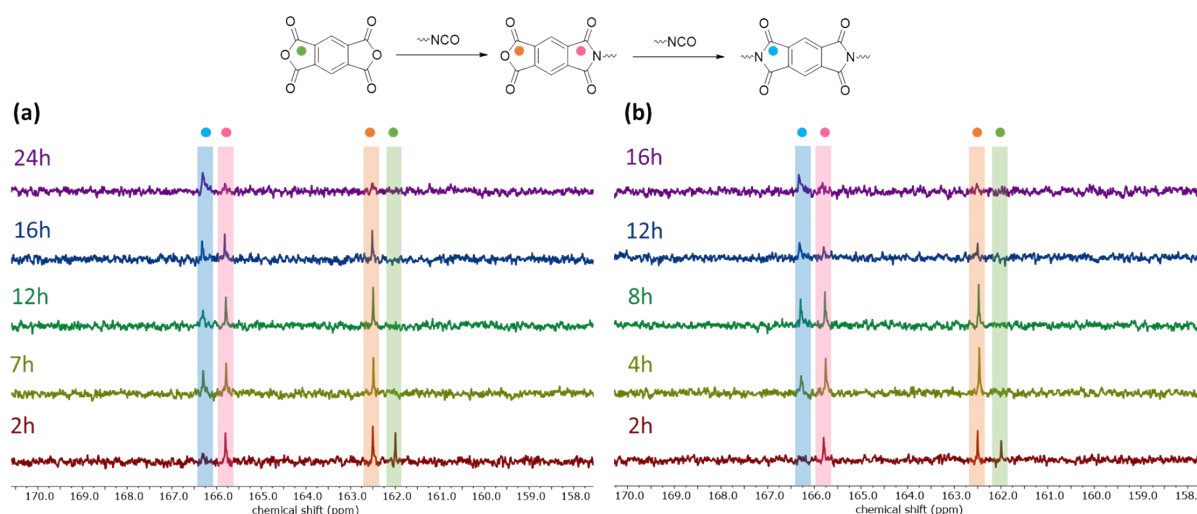 O O O O O O
NCO NCO
O O O N N N
O O O O O O
(a) (b)
24h 16h
16h 12h
12h 8h
7h 4h
2h 2h
170.0 168.0 167.0 166.0 165.0 164.0 163.0 162.0 161.0 160.0 159.0 158.0
chemical shift (ppm)
170.0 169.0 168.0 167.0 166.0 165.0 164.0 163.0 162.0 161.0 160.0 159.0 158.
chemical shift (ppm)